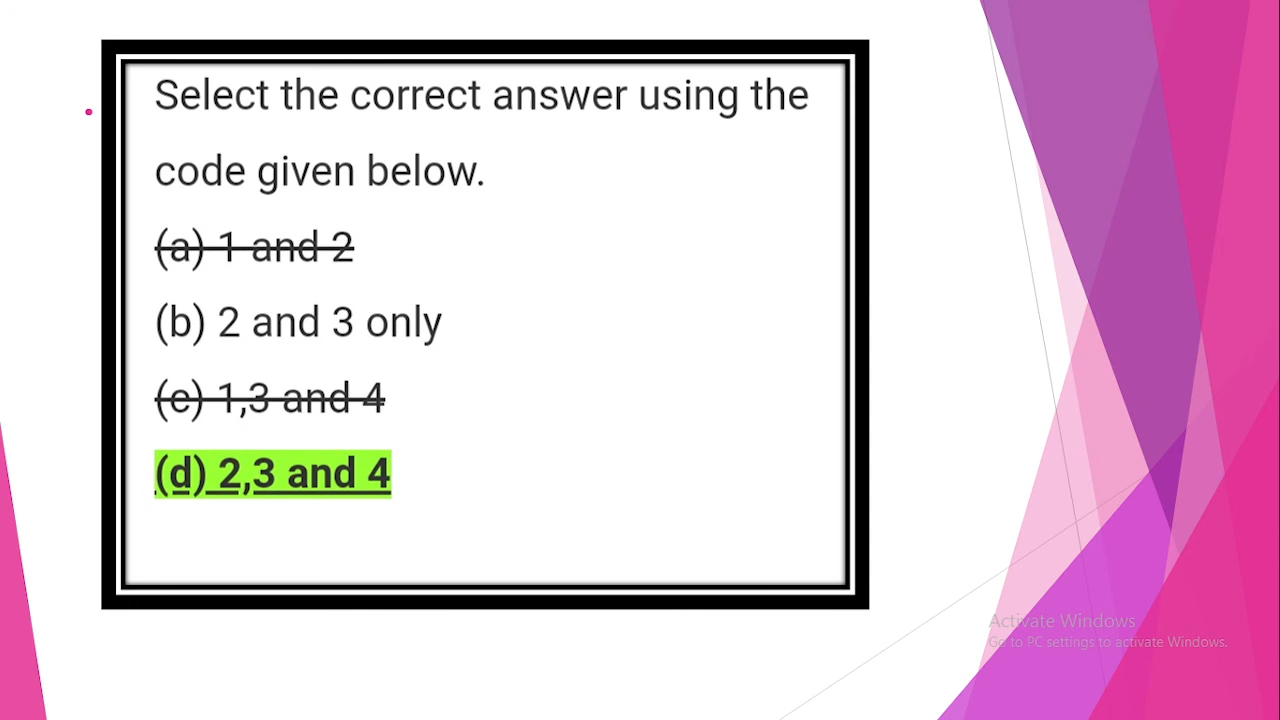 Select the correct answer using the
code given below.
(a) 1 and 2
(b) 2 and 3 only
(c) 1,3 and 4
(d) 2,3 and 4
Activate Windows
Go to PC settings to activate Windows.